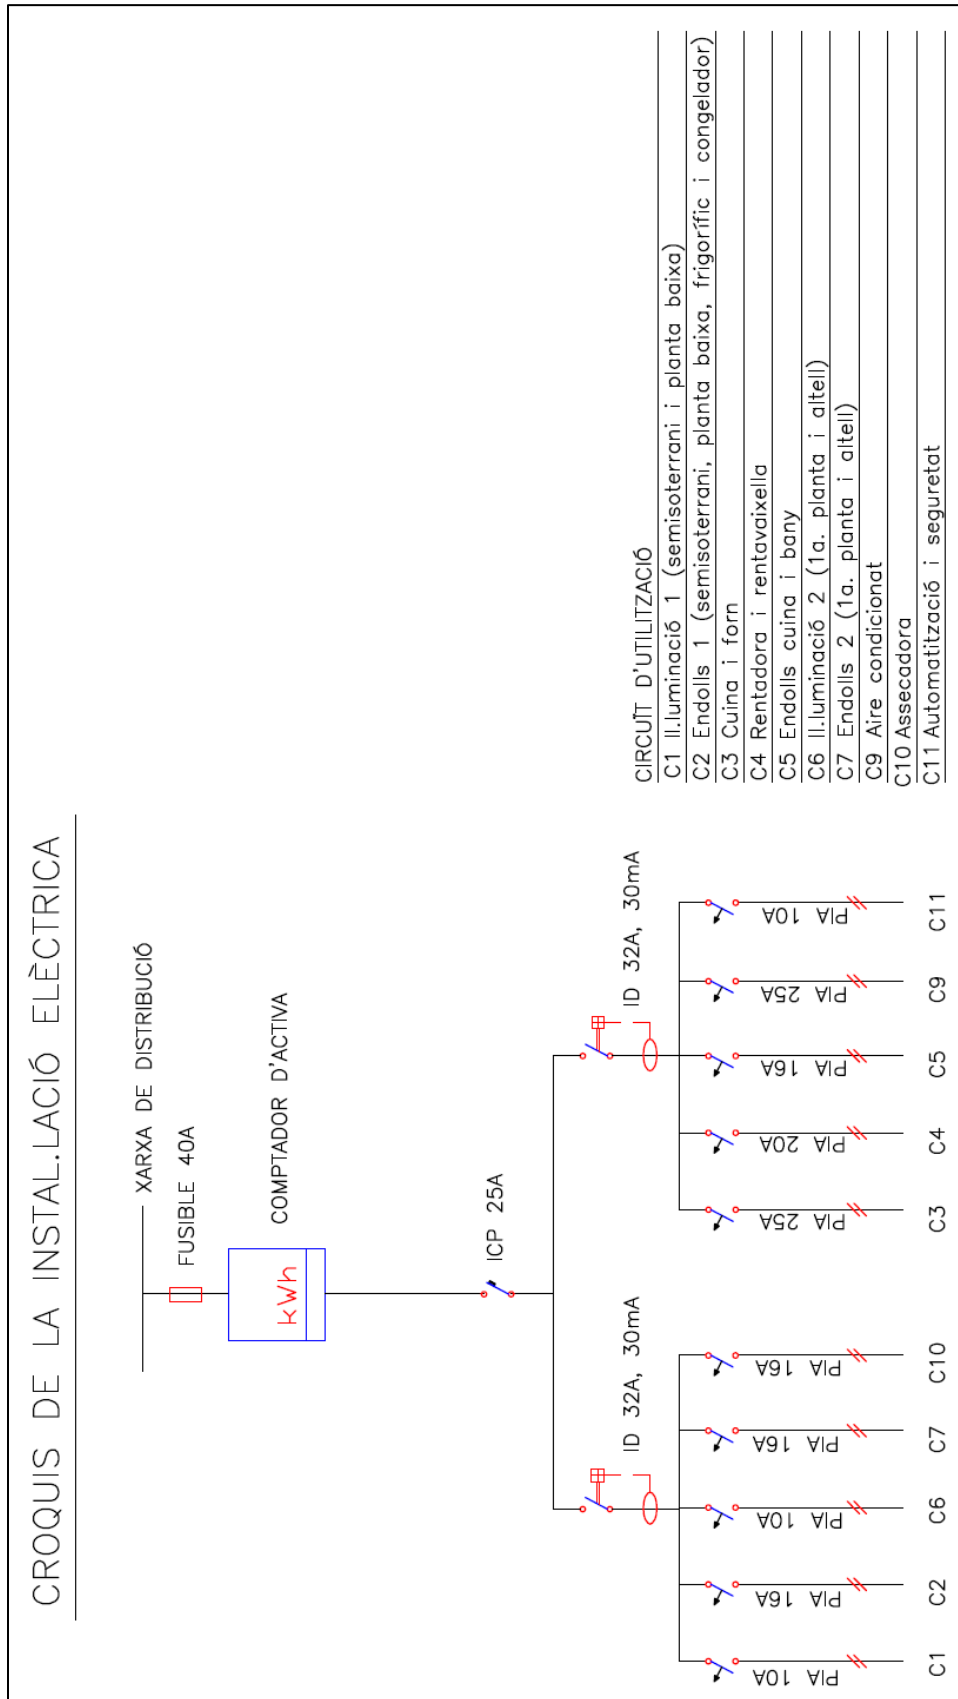 CROQUIS DE LA INSTAL.LACIÓ ELÈCTRICA
XARXA DE DISTRIBUCIÓ
FUSIBLE 40A
COMPTADOR D'ACTIVA
kWh
ICP 25A
ID 32A, 30mA
ID 32A, 30mA
PIA 10A
PIA 16A
PIA 10A
PIA 16A
PIA 16A
PIA 25A
PIA 20A
PIA 16A
PIA 25A
PIA 10A
C1
C2
C6
C7
C10
C3
C4
C5
C9
C11
CIRCUÏT D'UTILITZACIÓ
C1 Il.luminació 1 (semisoterrani i planta baixa)
C2 Endolls 1 (semisoterrani, planta baixa, frigorífic i congelador)
C3 Cuina i forn
C4 Rentadora i rentavaixella
C5 Endolls cuina i bany
C6 Il.luminació 2 (1a. planta i altell)
C7 Endolls 2 (1a. planta i altell)
C9 Aire condicionat
C10 Assecadora
C11 Automatització i seguretat